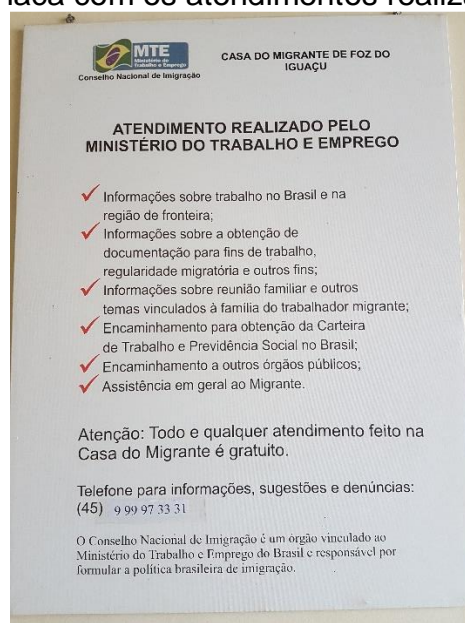 laca com os atendimentos realiza
MTE
Ministério do
Trabalho e Emprego
Conselho Nacional de Imigração
CASA DO MIGRANTE DE FOZ DO
IGUAÇU
ATENDIMENTO REALIZADO PELO
MINISTÉRIO DO TRABALHO E EMPREGO
Informações sobre trabalho no Brasil e na
região de fronteira;
Informações sobre a obtenção de
documentação para fins de trabalho,
regularidade migratória e outros fins;
Informações sobre reunião familiar e outros
temas vinculados à família do trabalhador migrante;
Encaminhamento para obtenção da Carteira
de Trabalho e Previdência Social no Brasil;
Encaminhamento a outros órgãos públicos;
Assistência em geral ao Migrante.
Atenção: Todo e qualquer atendimento feito na
Casa do Migrante é gratuito.
Telefone para informações, sugestões e denúncias:
(45) 9 99 97 33 31
O Conselho Nacional de Imigração é um órgão vinculado ao
Ministério do Trabalho e Emprego do Brasil e responsável por
formular a política brasileira de imigração.